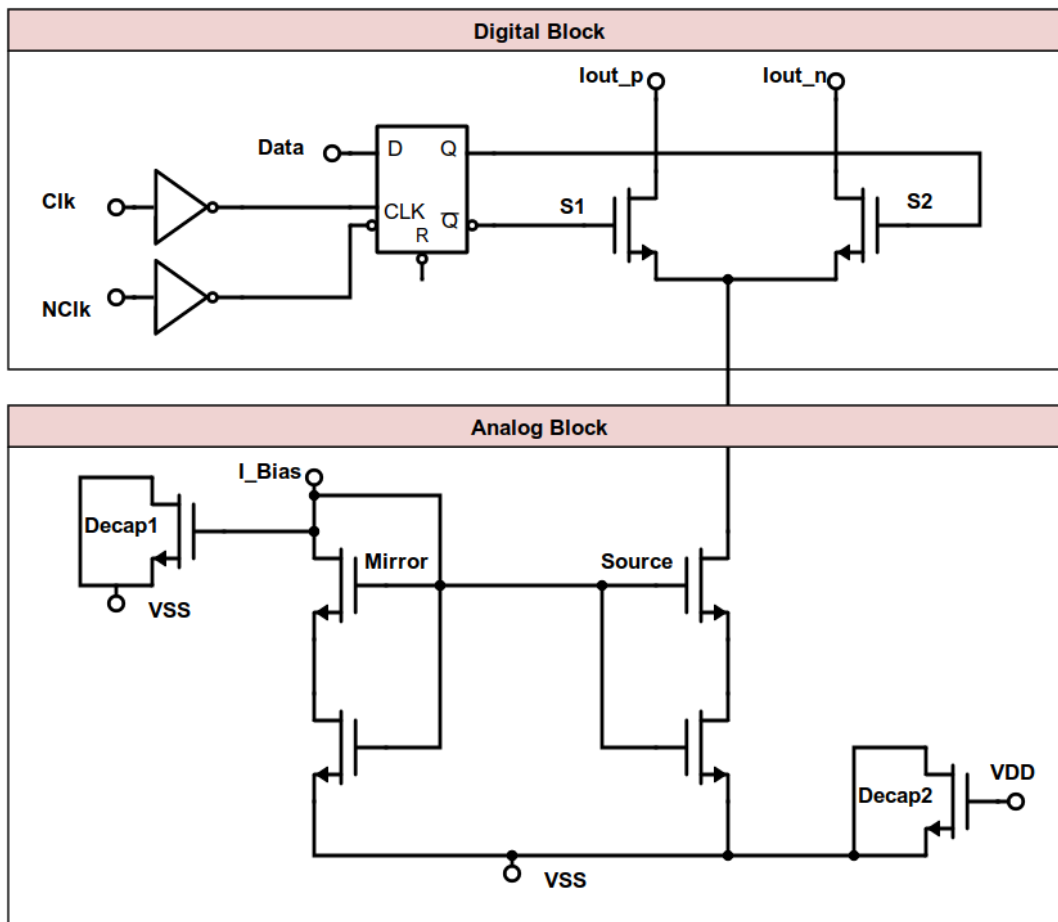 Digital Block
Iout_p
Iout_n
Data
D
Q
Clk
CLK
Q
R
S1
S2
NClk
Analog Block
I_Bias
Decap1
Mirror
Source
VSS
VDD
Decap2
VSS